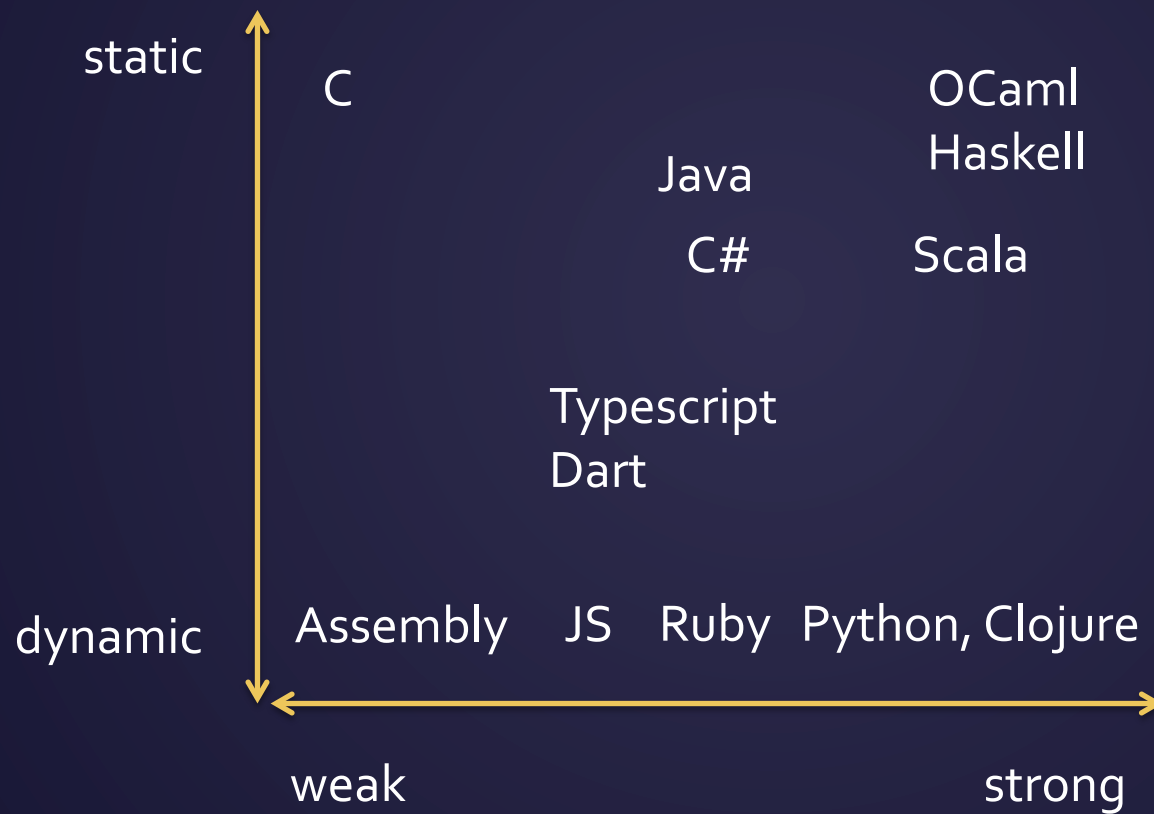 static
C
OCaml
Haskell
Java
C#
Scala
Typescript
Dart
dynamic
Assembly
JS
Ruby
Python, Clojure
weak
strong